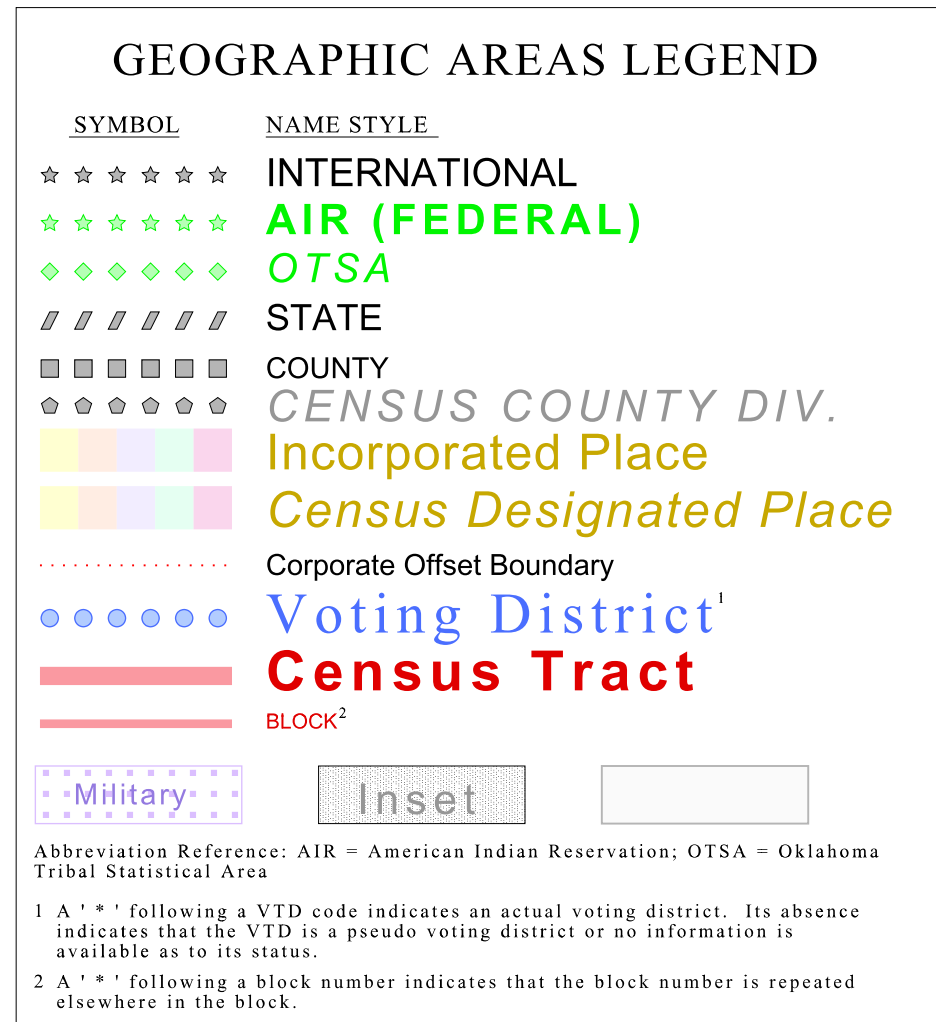 GEOGRAPHIC AREAS LEGEND
SYMBOL NAME STYLE
INTERNATIONAL
AIR (FEDERAL)
OTSA
STATE
COUNTY
CENSUS COUNTY DIV.
Incorporated Place
Census Designated Place
Corporate Offset Boundary
Voting District¹
Census Tract
BLOCK²
Military Inset
Abbreviation Reference: AIR = American Indian Reservation; OTSA = Oklahoma
Tribal Statistical Area
1 A ' * ' following a VTD code indicates an actual voting district. Its absence
indicates that the VTD is a pseudo voting district or no information is
available as to its status.
2 A ' * ' following a block number indicates that the block number is repeated
elsewhere in the block.